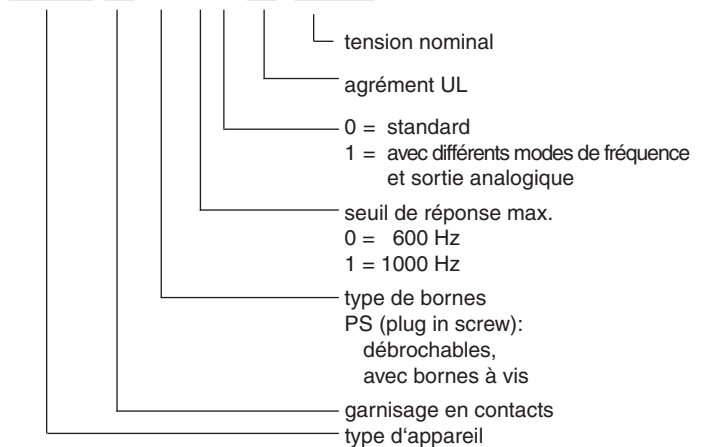 tension nominal
agrément UL
0 = standard
1 = avec différents modes de fréquence
et sortie analogique
seuil de réponse max.
0 = 600 Hz
1 = 1000 Hz
type de bornes
PS (plug in screw):
débrochables,
avec bornes à vis
garnisage en contacts
type d‘appareil